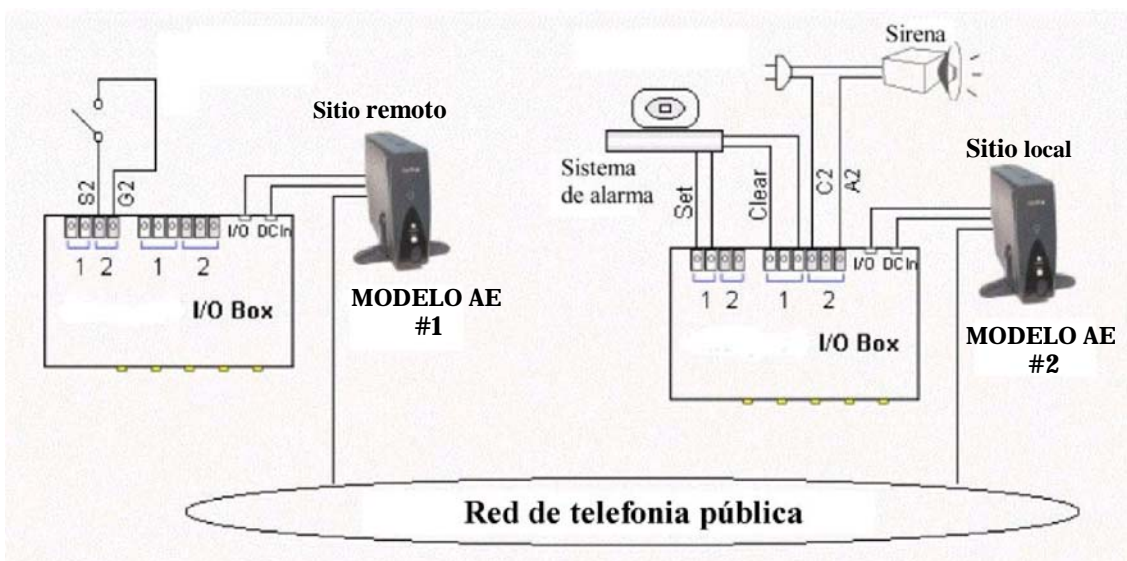 Sirena
Sitio remoto
Sistema
de alarma
Sitio local
S2
G2
Set
Clear
C2
A2
I/O DC In
1 2 1 2
I/O Box
MODELO AE
#1
I/O DC In
1 2 1 2
I/O Box
MODELO AE
#2
Red de telefonia pública